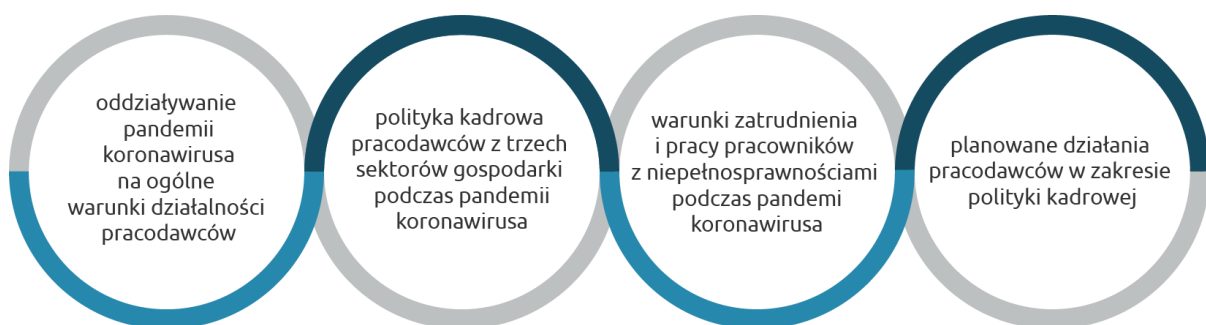 oddziaływanie
pandemii
koronawirusa
na ogólne
warunki działalności
pracodawców
polityka kadrowa
pracodawców z trzech
sektorów gospodarki
podczas pandemii
koronawirusa
warunki zatrudnienia
i pracy pracowników
z niepełnosprawnościami
podczas pandemi
koronawirusa
planowane działania
pracodawców w zakresie
polityki kadrowej